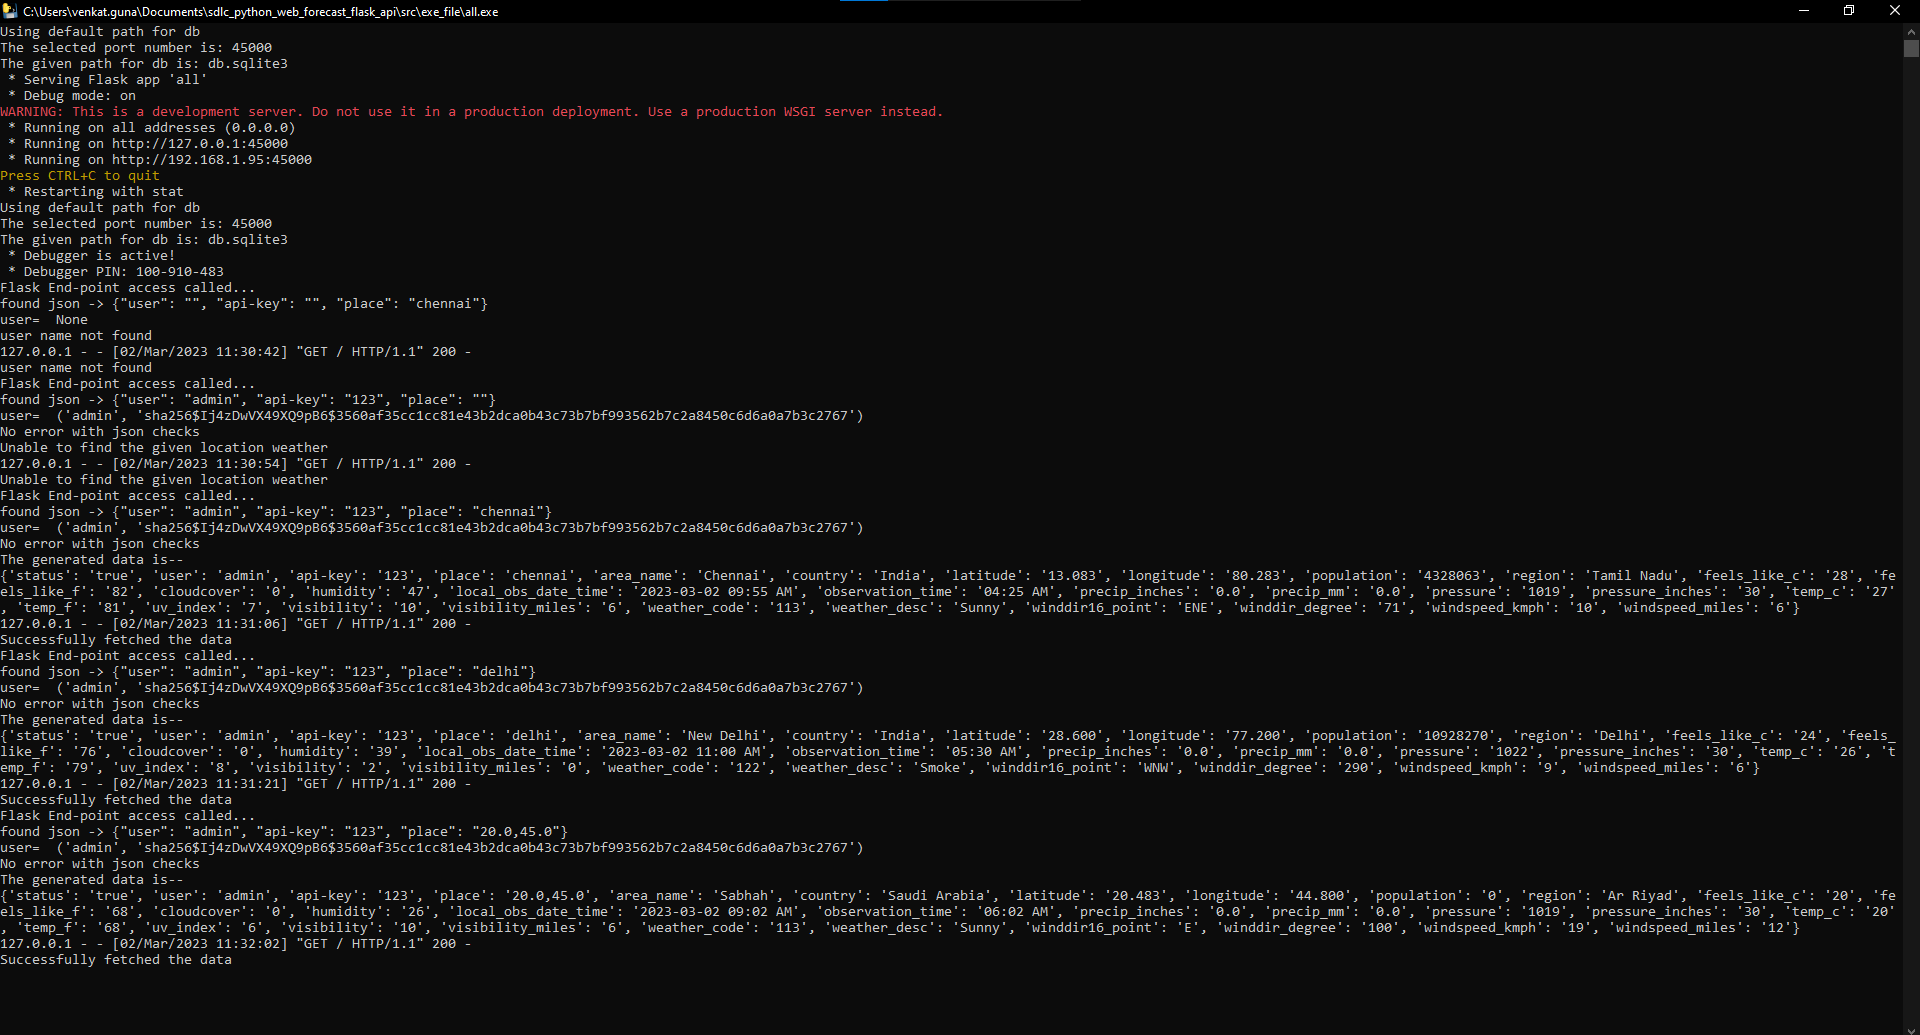 C:\Users\venkat.guna\Documents\sdlc_python_web_forecast_flask_api\src\exe_file\all.exe
Using default path for db
The selected port number is: 45000
The given path for db is: db.sqlite3
 * Serving Flask app 'all'
 * Debug mode: on
WARNING: This is a development server. Do not use it in a production deployment. Use a production WSGI server instead.
 * Running on all addresses (0.0.0.0)
 * Running on http://127.0.0.1:45000
 * Running on http://192.168.1.95:45000
Press CTRL+C to quit
 * Restarting with stat
Using default path for db
The selected port number is: 45000
The given path for db is: db.sqlite3
 * Debugger is active!
 * Debugger PIN: 100-910-483
Flask End-point access called...
found json -> {"user": "", "api-key": "", "place": "chennai"}
user=  None
user name not found
127.0.0.1 - - [02/Mar/2023 11:30:42] "GET / HTTP/1.1" 200 -
user name not found
Flask End-point access called...
found json -> {"user": "admin", "api-key": "123", "place": ""}
user=  ('admin', 'sha256$Ij4zDwVX49XQ9pB6$3560af35cc1cc81e43b2dca0b43c73b7bf993562b7c2a8450c6d6a0a7b3c2767')
No error with json checks
Unable to find the given location weather
127.0.0.1 - - [02/Mar/2023 11:30:54] "GET / HTTP/1.1" 200 -
Unable to find the given location weather
Flask End-point access called...
found json -> {"user": "admin", "api-key": "123", "place": "chennai"}
user=  ('admin', 'sha256$Ij4zDwVX49XQ9pB6$3560af35cc1cc81e43b2dca0b43c73b7bf993562b7c2a8450c6d6a0a7b3c2767')
No error with json checks
The generated data is--
{'status': 'true', 'user': 'admin', 'api-key': '123', 'place': 'chennai', 'area_name': 'Chennai', 'country': 'India', 'latitude': '13.083', 'longitude': '80.283', 'population': '4328063', 'region': 'Tamil Nadu', 'feels_like_c': '28', 'fe
els_like_f': '82', 'cloudcover': '0', 'humidity': '47', 'local_obs_date_time': '2023-03-02 09:55 AM', 'observation_time': '04:25 AM', 'precip_inches': '0.0', 'precip_mm': '0.0', 'pressure': '1019', 'pressure_inches': '30', 'temp_c': '27'
, 'temp_f': '81', 'uv_index': '7', 'visibility': '10', 'visibility_miles': '6', 'weather_code': '113', 'weather_desc': 'Sunny', 'winddir16_point': 'ENE', 'winddir_degree': '71', 'windspeed_kmph': '10', 'windspeed_miles': '6'}
127.0.0.1 - - [02/Mar/2023 11:31:06] "GET / HTTP/1.1" 200 -
Successfully fetched the data
Flask End-point access called...
found json -> {"user": "admin", "api-key": "123", "place": "delhi"}
user=  ('admin', 'sha256$Ij4zDwVX49XQ9pB6$3560af35cc1cc81e43b2dca0b43c73b7bf993562b7c2a8450c6d6a0a7b3c2767')
No error with json checks
The generated data is--
{'status': 'true', 'user': 'admin', 'api-key': '123', 'place': 'delhi', 'area_name': 'New Delhi', 'country': 'India', 'latitude': '28.600', 'longitude': '77.200', 'population': '10928270', 'region': 'Delhi', 'feels_like_c': '24', 'feels_
like_f': '76', 'cloudcover': '0', 'humidity': '39', 'local_obs_date_time': '2023-03-02 11:00 AM', 'observation_time': '05:30 AM', 'precip_inches': '0.0', 'precip_mm': '0.0', 'pressure': '1022', 'pressure_inches': '30', 'temp_c': '26', 't
emp_f': '79', 'uv_index': '8', 'visibility': '2', 'visibility_miles': '0', 'weather_code': '122', 'weather_desc': 'Smoke', 'winddir16_point': 'WNW', 'winddir_degree': '290', 'windspeed_kmph': '9', 'windspeed_miles': '6'}
127.0.0.1 - - [02/Mar/2023 11:31:21] "GET / HTTP/1.1" 200 -
Successfully fetched the data
Flask End-point access called...
found json -> {"user": "admin", "api-key": "123", "place": "20.0,45.0"}
user=  ('admin', 'sha256$Ij4zDwVX49XQ9pB6$3560af35cc1cc81e43b2dca0b43c73b7bf993562b7c2a8450c6d6a0a7b3c2767')
No error with json checks
The generated data is--
{'status': 'true', 'user': 'admin', 'api-key': '123', 'place': '20.0,45.0', 'area_name': 'Sabhah', 'country': 'Saudi Arabia', 'latitude': '20.483', 'longitude': '44.800', 'population': '0', 'region': 'Ar Riyad', 'feels_like_c': '20', 'fe
els_like_f': '68', 'cloudcover': '0', 'humidity': '26', 'local_obs_date_time': '2023-03-02 09:02 AM', 'observation_time': '06:02 AM', 'precip_inches': '0.0', 'precip_mm': '0.0', 'pressure': '1019', 'pressure_inches': '30', 'temp_c': '20'
, 'temp_f': '68', 'uv_index': '6', 'visibility': '10', 'visibility_miles': '6', 'weather_code': '113', 'weather_desc': 'Sunny', 'winddir16_point': 'E', 'winddir_degree': '100', 'windspeed_kmph': '19', 'windspeed_miles': '12'}
127.0.0.1 - - [02/Mar/2023 11:32:02] "GET / HTTP/1.1" 200 -
Successfully fetched the data